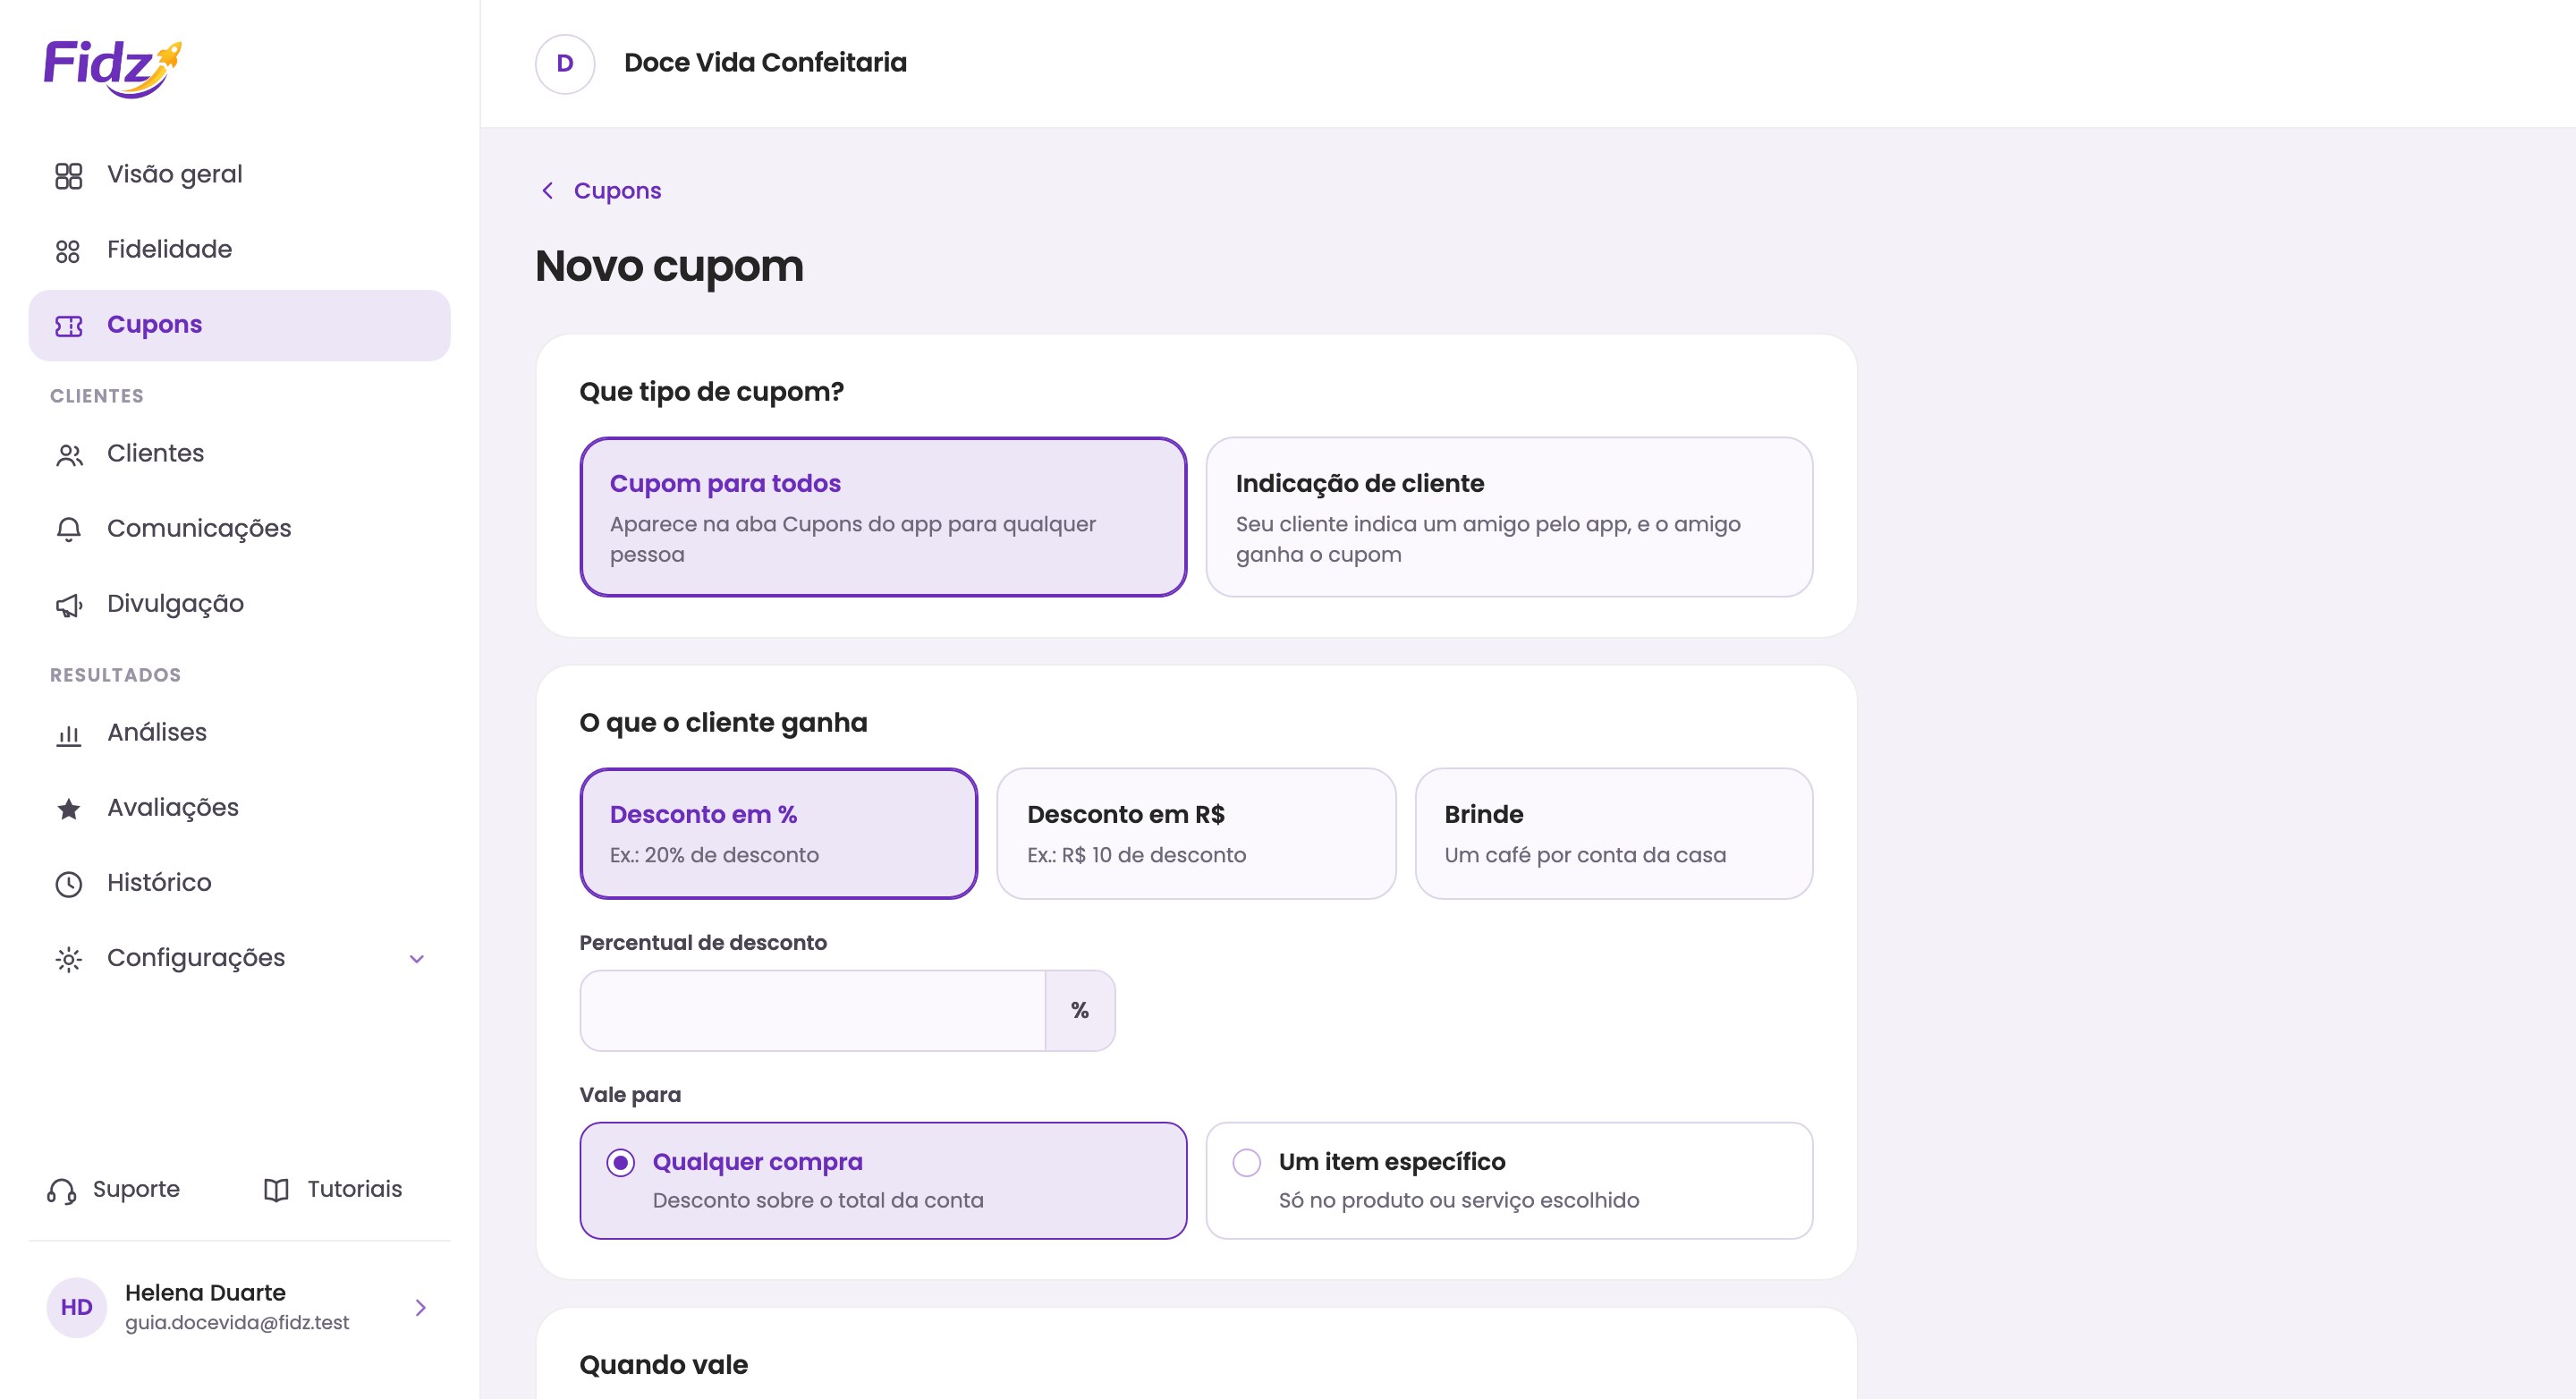 Fidz
Visão geral
Fidelidade
Cupons
CLIENTES
Clientes
Comunicações
Divulgação
RESULTADOS
Análises
Avaliações
Histórico
Configurações
Suporte
Tutoriais
HD
Helena Duarte
guia.docevida@fidz.test
D
Doce Vida Confeitaria
Cupons
Novo cupom
Que tipo de cupom?
Cupom para todos
Aparece na aba Cupons do app para qualquer
pessoa
Indicação de cliente
Seu cliente indica um amigo pelo app, e o amigo
ganha o cupom
O que o cliente ganha
Desconto em %
Ex.: 20% de desconto
Desconto em R$
Ex.: R$ 10 de desconto
Brinde
Um café por conta da casa
Percentual de desconto
%
Vale para
Qualquer compra
Desconto sobre o total da conta
Um item específico
Só no produto ou serviço escolhido
Quando vale